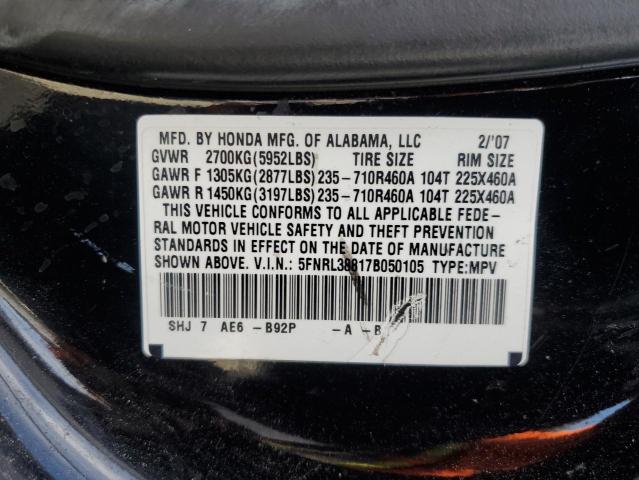 MFD. BY HONDA MFG. OF ALABAMA, LLC 2/'07
GVWR 2700KG(5952LBS) TIRE SIZE RIM SIZE
GAWR F 1305KG(2877LBS)235-710R460A 104T 225X460A
GAWR R 1450KG(3197LBS)235-710R460A 104T 225X460A
THIS VEHICLE CONFORMS TO ALL APPLICABLE FEDE-
RAL MOTOR VEHICLE SAFETY AND THEFT PREVENTION
STANDARDS IN EFFECT ON THE DATE OF MANUFACTURE
SHOWN ABOVE. V.I.N.: 5FNRL38817B050105 TYPE:MPV
SHJ 7 AE6 -B92P -A -B